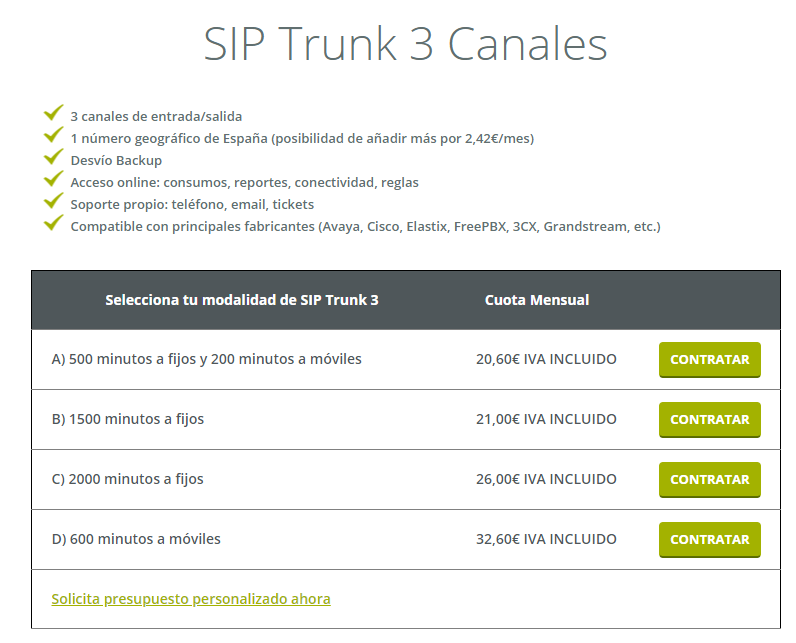 SIP Trunk 3 Canales
3 canales de entrada/salida
1 número geográfico de España (posibilidad de añadir más por 2,42€/mes)
Desvío Backup
Acceso online: consumos, reportes, conectividad, reglas
Soporte propio: teléfono, email, tickets
Compatible con principales fabricantes (Avaya, Cisco, Elastix, FreePBX, 3CX, Grandstream, etc.)
Selecciona tu modalidad de SIP Trunk 3 Cuota Mensual
A) 500 minutos a fijos y 200 minutos a móviles 20,60€ IVA INCLUIDO CONTRATAR
B) 1500 minutos a fijos 21,00€ IVA INCLUIDO CONTRATAR
C) 2000 minutos a fijos 26,00€ IVA INCLUIDO CONTRATAR
D) 600 minutos a móviles 32,60€ IVA INCLUIDO CONTRATAR
Solicita presupuesto personalizado ahora